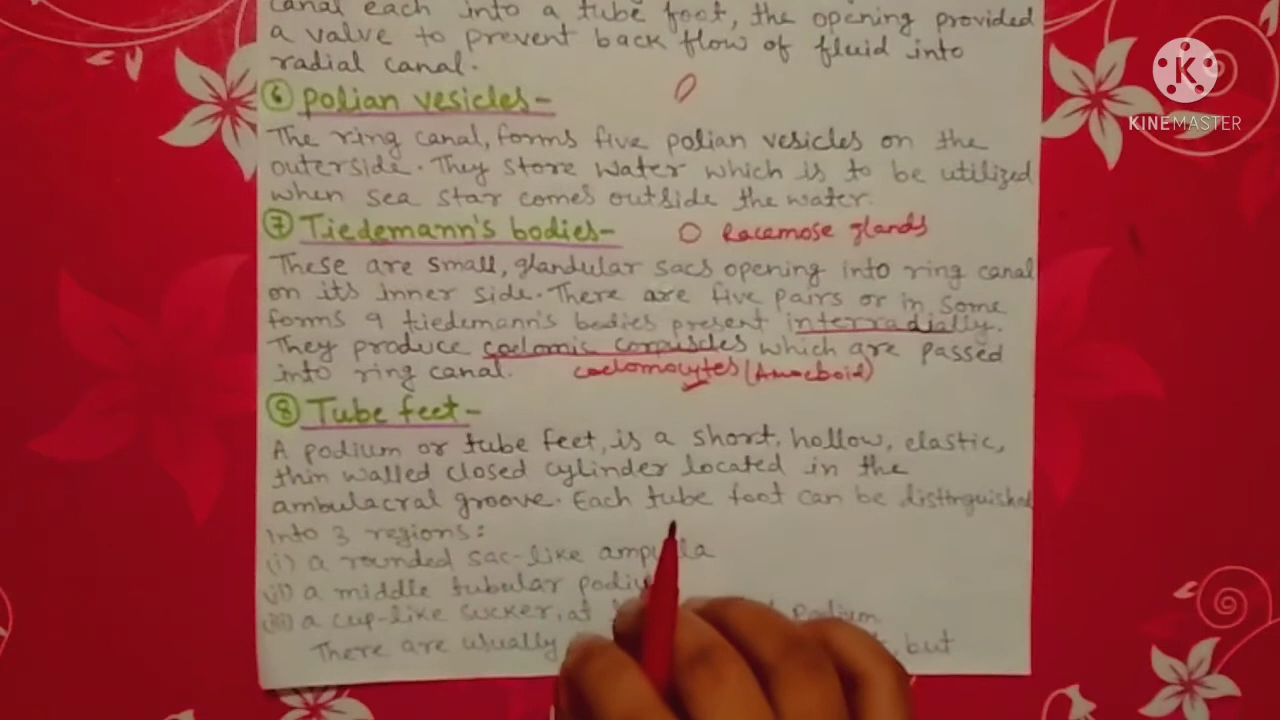 canal each into a tube foot, the opening provided
a valve to prevent back flow of fluid into
radial canal.
⑥ polian vesicles-
The ring canal, forms five polian vesicles on the
outerside. They store water which is to be utilized
when sea star comes outside the water.
⑦ Tiedemann's bodies- Racemose glands
These are small, glandular sacs opening into ring canal
on its inner side. There are five pairs or in some
forms 9 tiedemann's bodies present interradially.
They produce coelomic corpuscles which are passed
into ring canal. coelomocytes (Amoeboid)
⑧ Tube feet-
A podium or tube feet, is a short, hollow, elastic,
thin walled closed cylinder located in the
ambulacral groove. Each tube foot can be distinguished
into 3 regions:
(i) a rounded sac-like ampulla
(ii) a middle tubular
(iii) a cup-like sucker, at podium
There are usually but
KINEMASTER